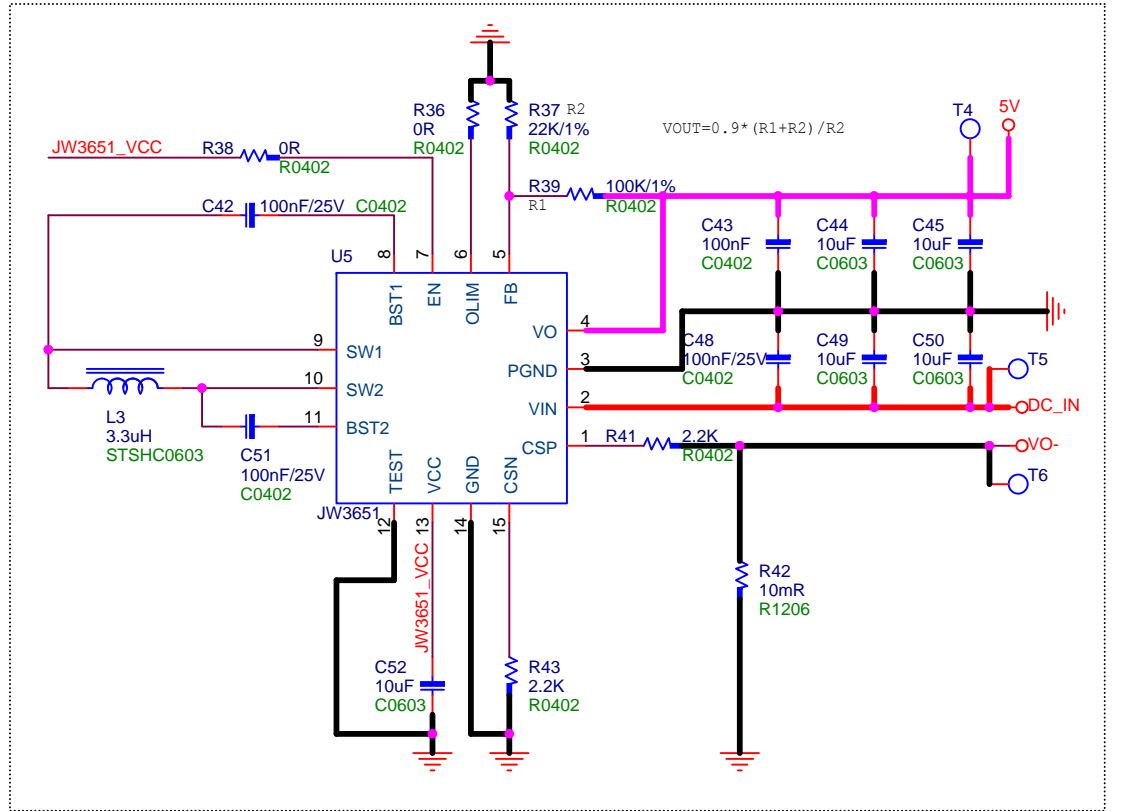 R36
0R
R0402
R37 R2
22K/1%
R0402
VOUT=0.9*(R1+R2)/R2
T4
5V
JW3651_VCC
R38
0R
R0402
R39
R1
100K/1%
R0402
C42
100nF/25V
C0402
C43
100nF
C0402
C44
10uF
C0603
C45
10uF
C0603
U5
8
7
6
5
BST1
EN
OLIM
FB
VO
4
PGND
3
VIN
2
CSP
1
9
SW1
10
SW2
11
BST2
L3
3.3uH
STSHC0603
C51
100nF/25V
C0402
C48
100nF/25V
C0402
C49
10uF
C0603
C50
10uF
C0603
T5
DC_IN
R41
2.2K
R0402
VO-
T6
TEST
VCC
GND
CSN
JW3651
12
13
14
15
JW3651_VCC
R42
10mR
R1206
C52
10uF
C0603
R43
2.2K
R0402